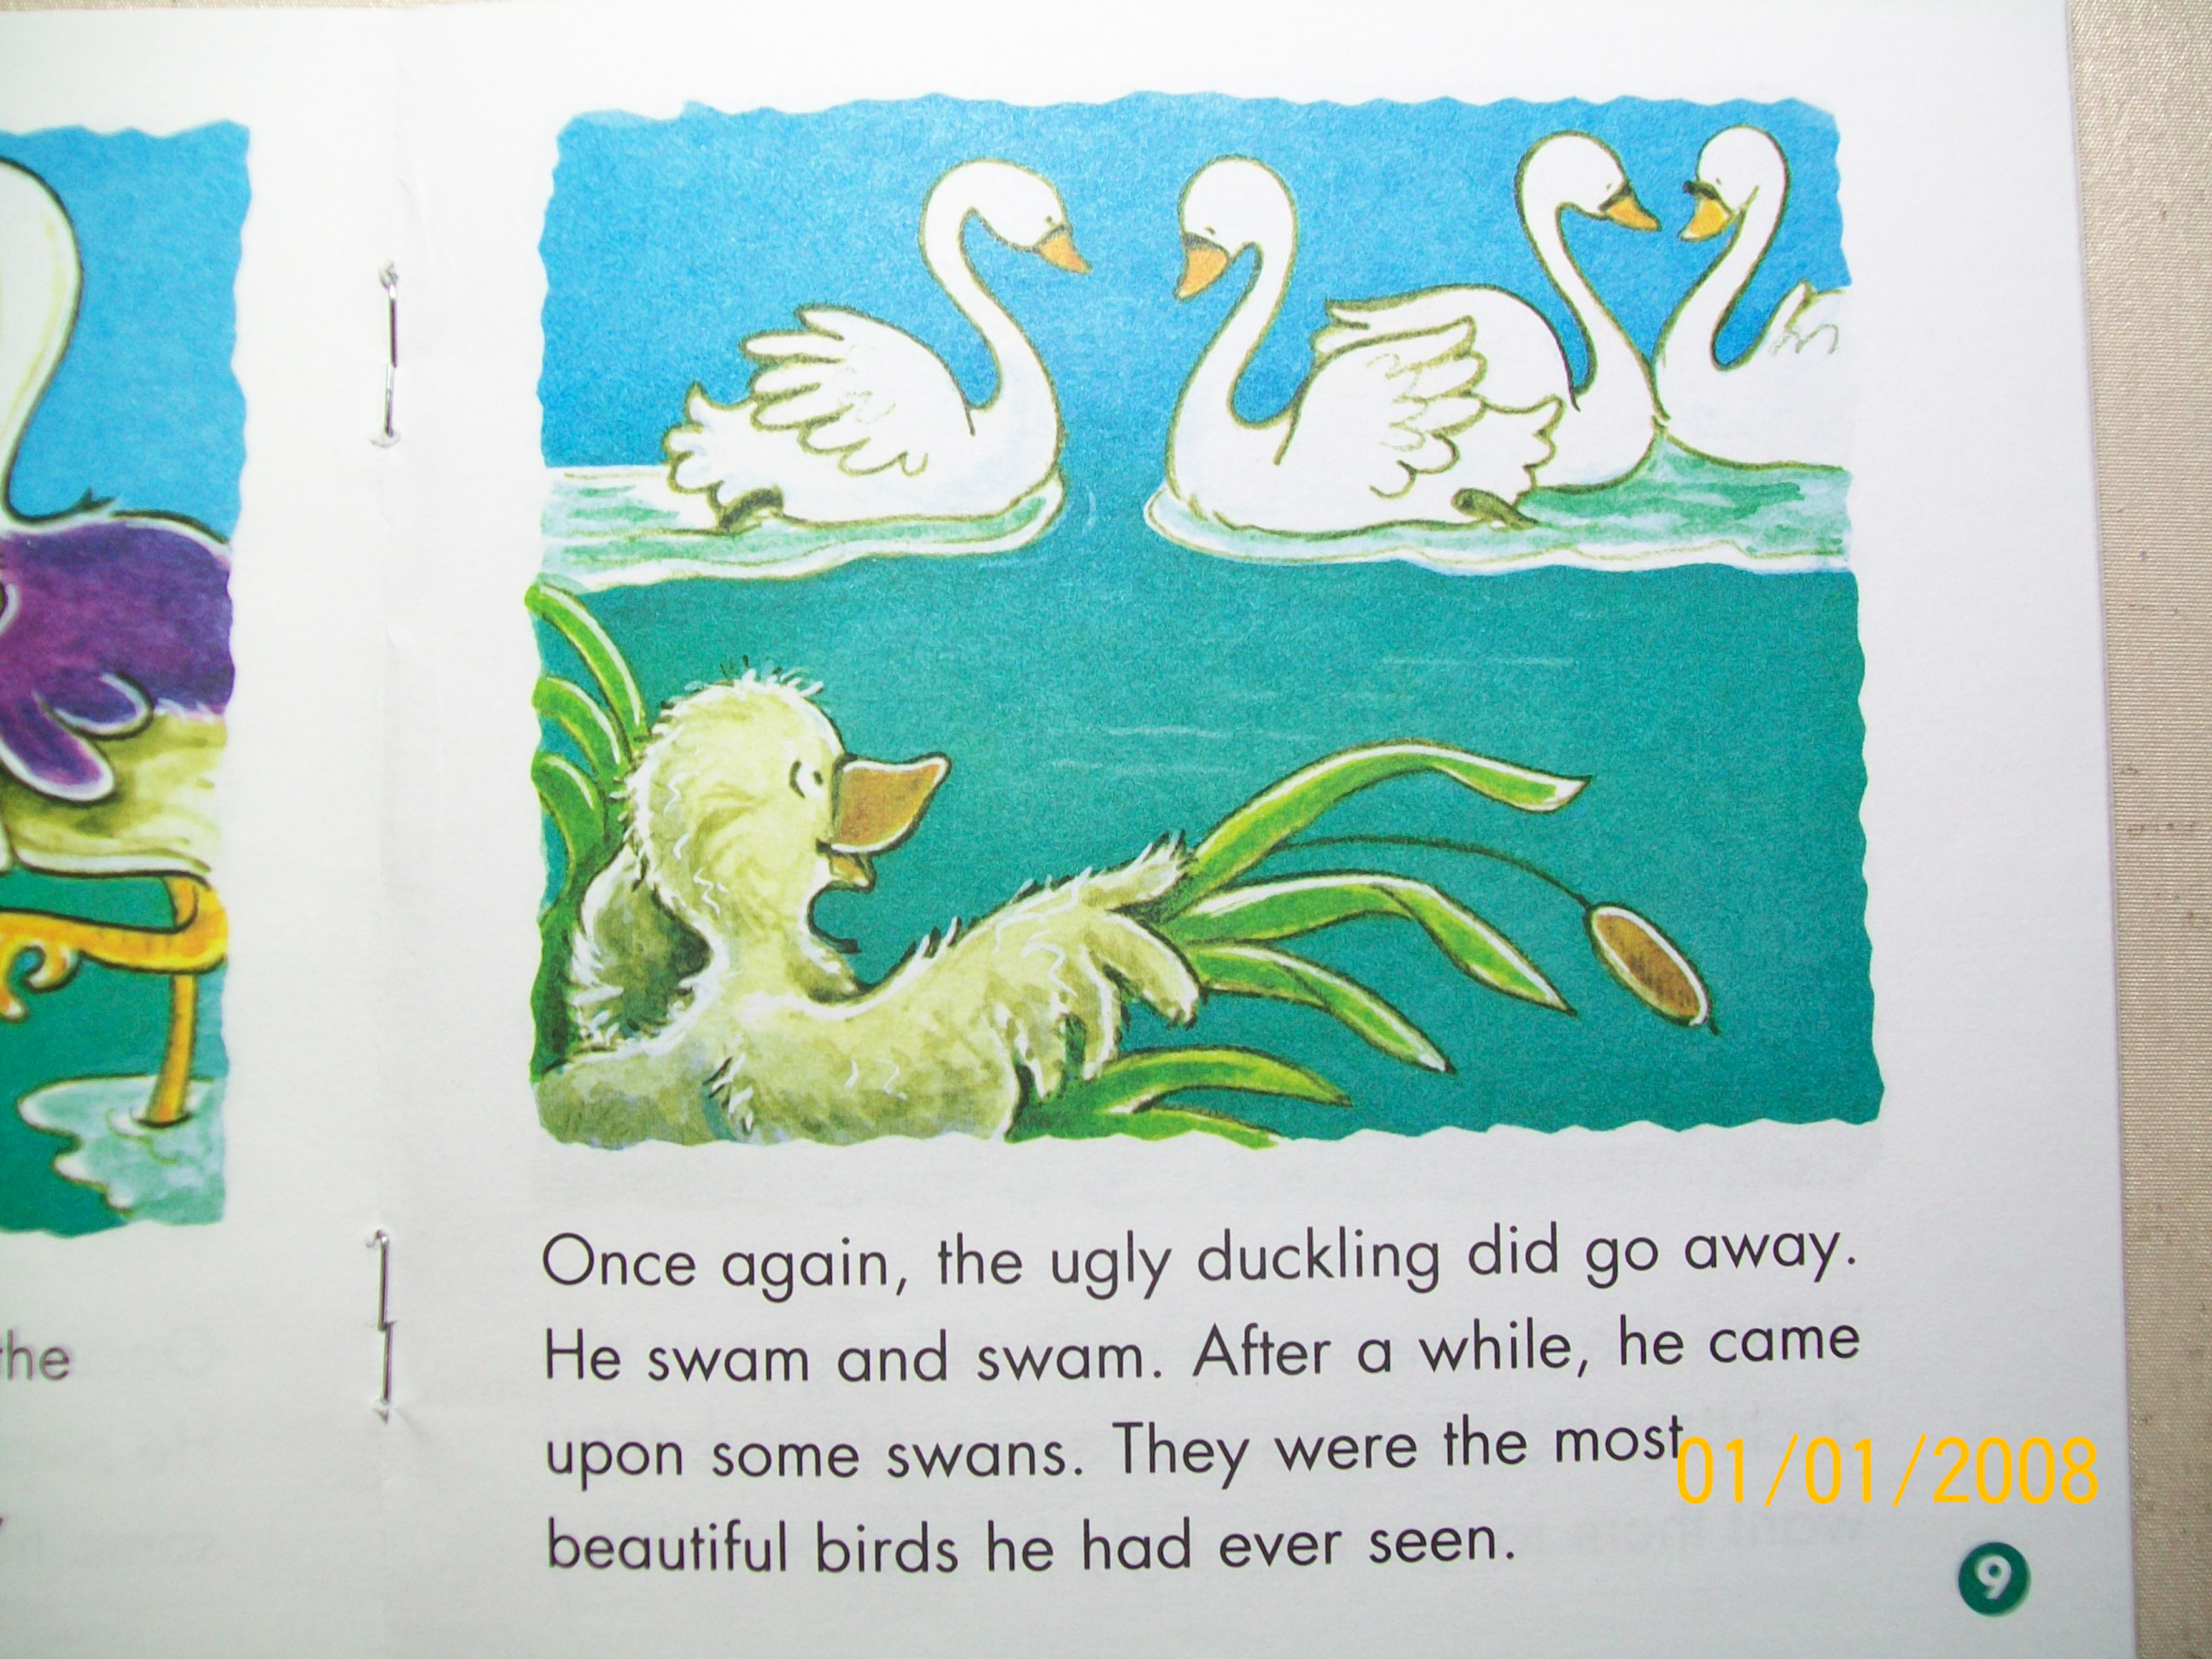 he
Once again, the ugly duckling did go away.
He swam and swam. After a while, he came
upon some swans. They were the most
beautiful birds he had ever seen.
01/01/2008
9